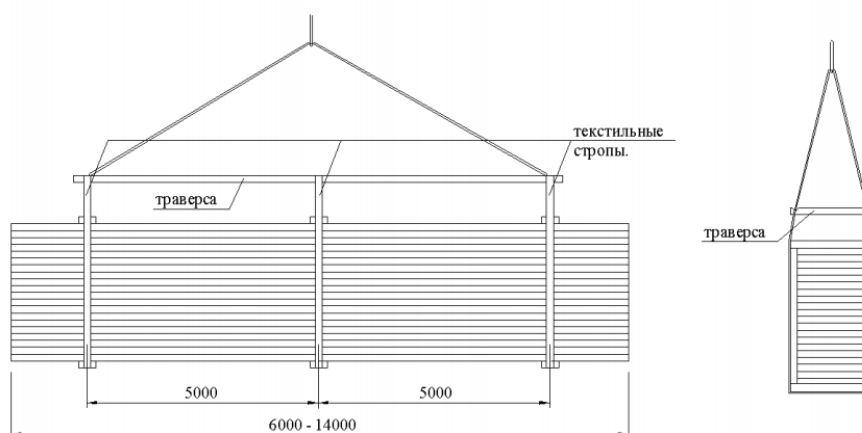 текстильные
стропы.
траверса
траверса
5000
5000
6000 - 14000